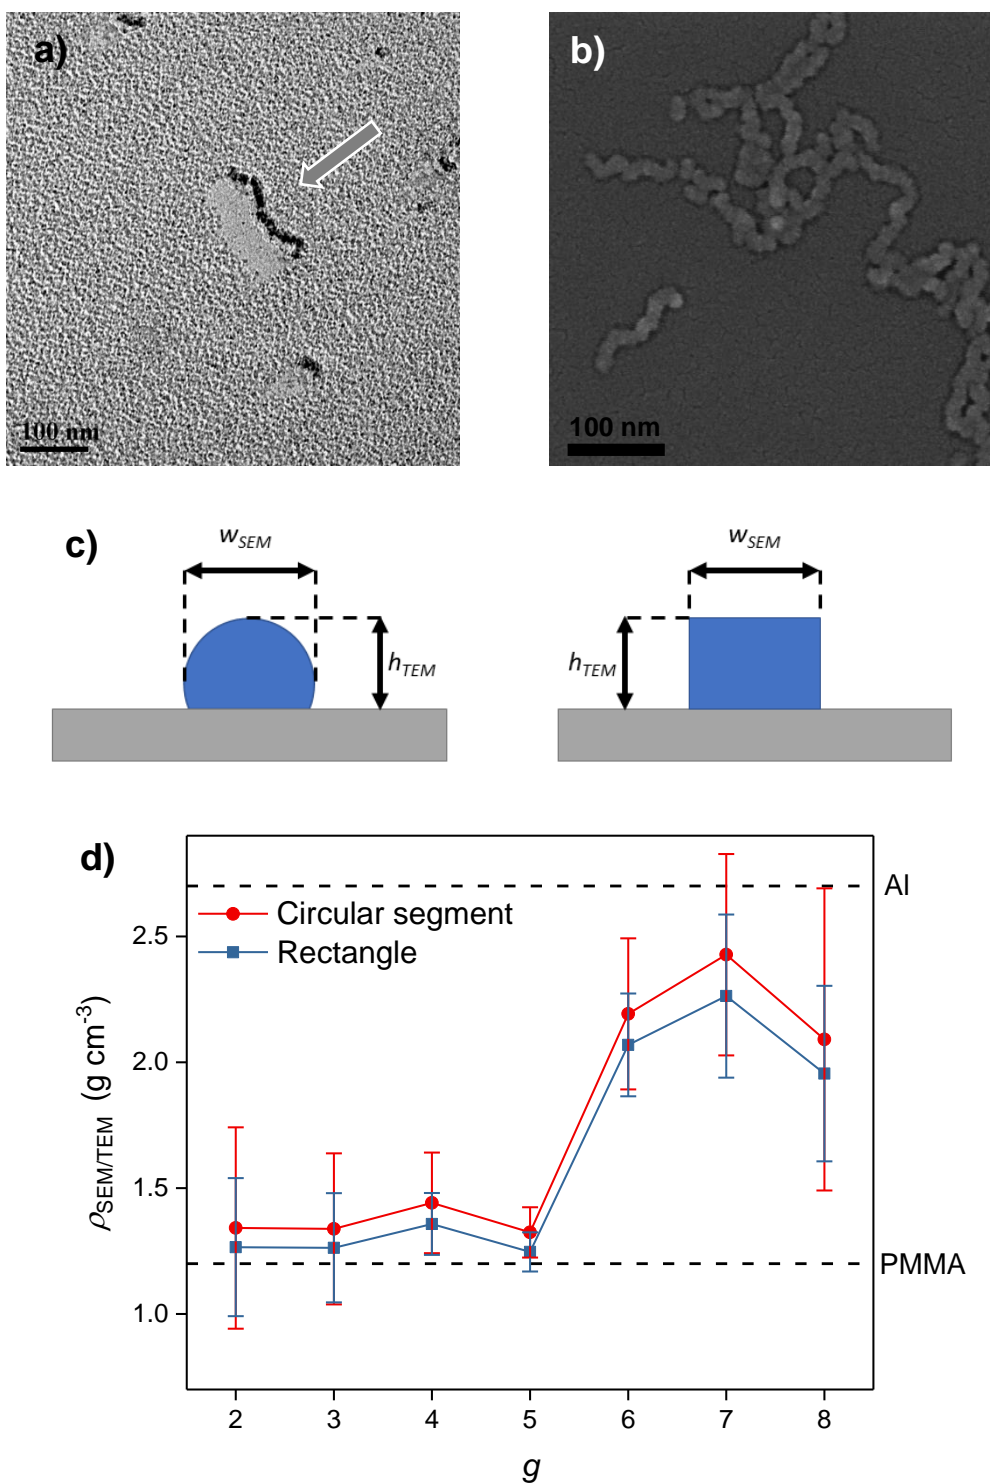 a)
100 nm
b)
100 nm
c)
wSEM
hTEM
wSEM
hTEM
d)
Al
Circular segment
Rectangle
2.5
2.0
1.5
1.0
PMMA
ρSEM/TEM (g cm-3)
2 3 4 5 6 7 8
g